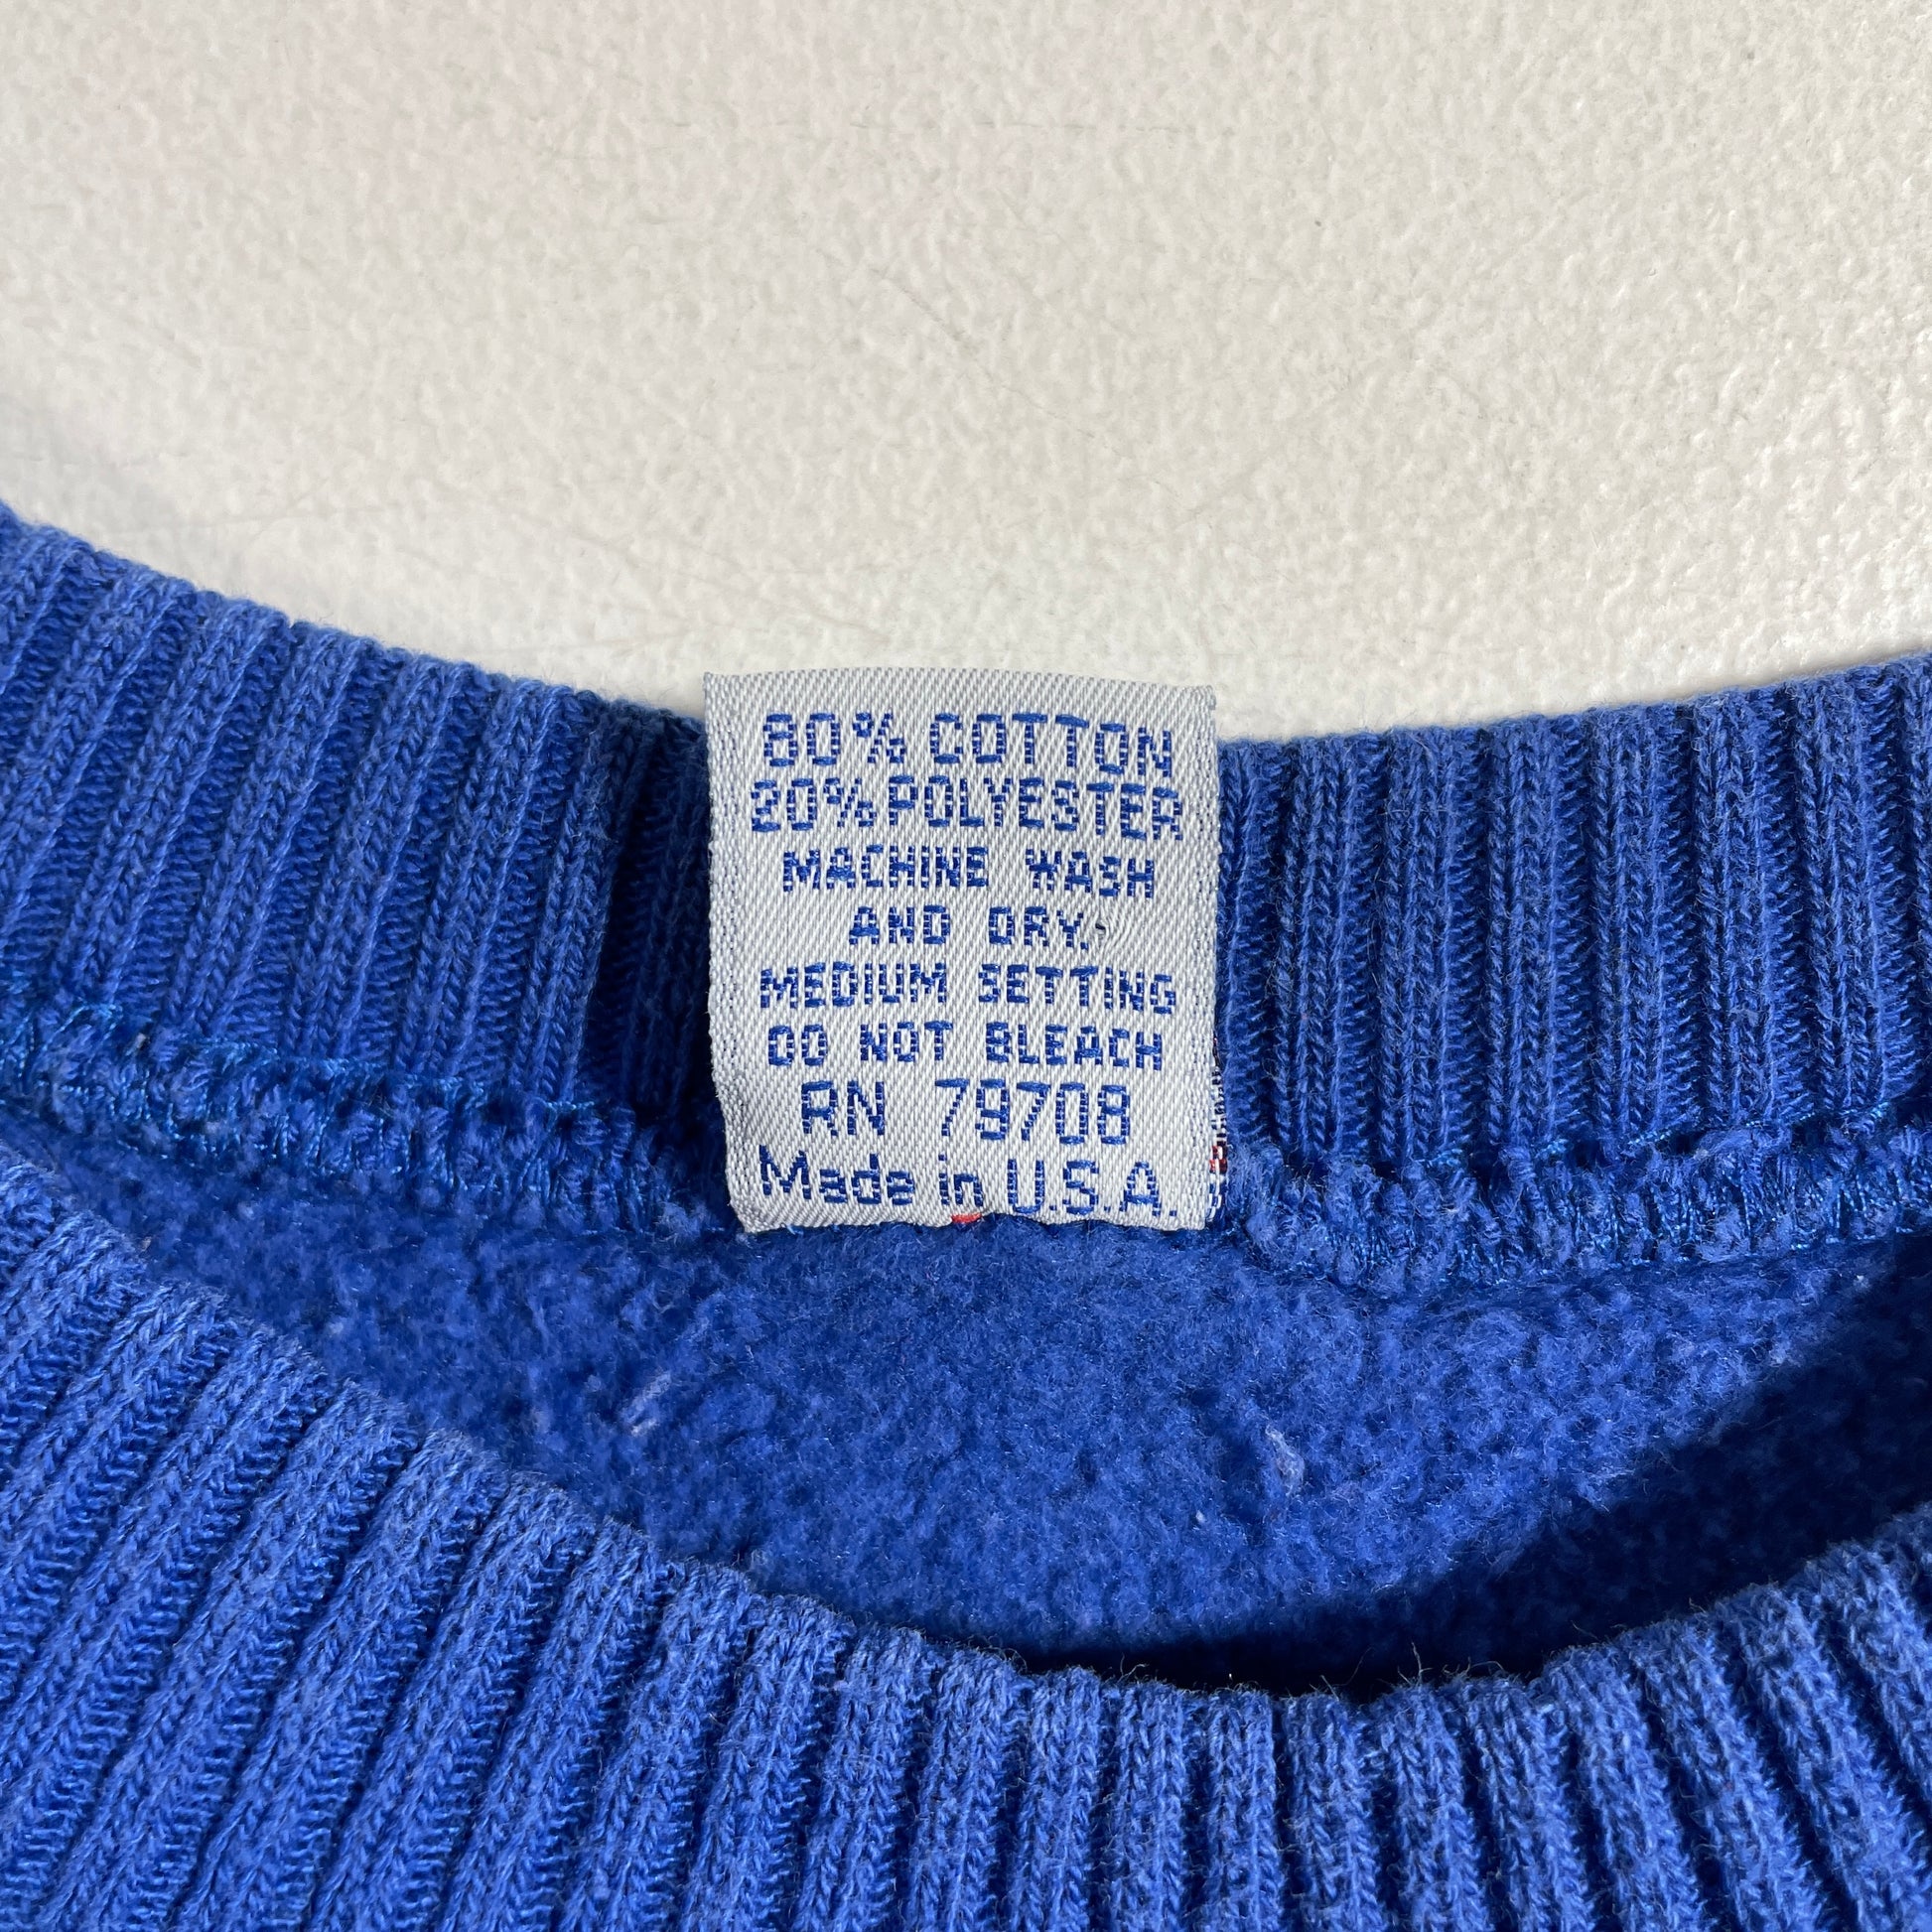 80% COTTON
20% POLYESTER
MACHINE WASH
AND DRY.
MEDIUM SETTING
DO NOT BLEACH
RN 79708
Made in U.S.A.